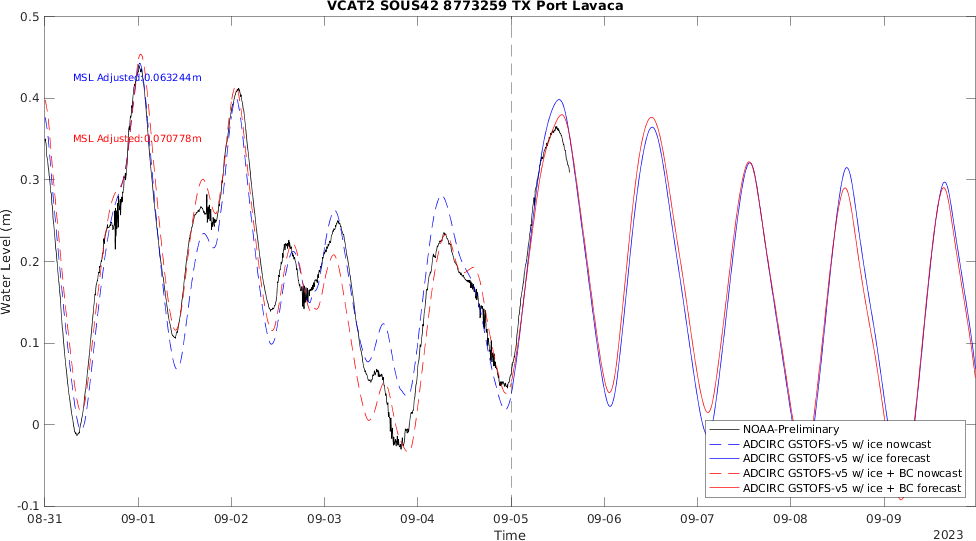 VCAT2 SOUS42 8773259 TX Port Lavaca
0.5
0.4
0.3
0.2
0.1
0
-0.1
Water Level (m)
MSL Adjusted:0.063244m
MSL Adjusted:0.070778m
NOAA-Preliminary
ADCIRC GSTOFS-v5 w/ ice nowcast
ADCIRC GSTOFS-v5 w/ ice forecast
ADCIRC GSTOFS-v5 w/ ice + BC nowcast
ADCIRC GSTOFS-v5 w/ ice + BC forecast
08-31 09-01 09-02 09-03 09-04 09-05 09-06 09-07 09-08 09-09
Time
2023